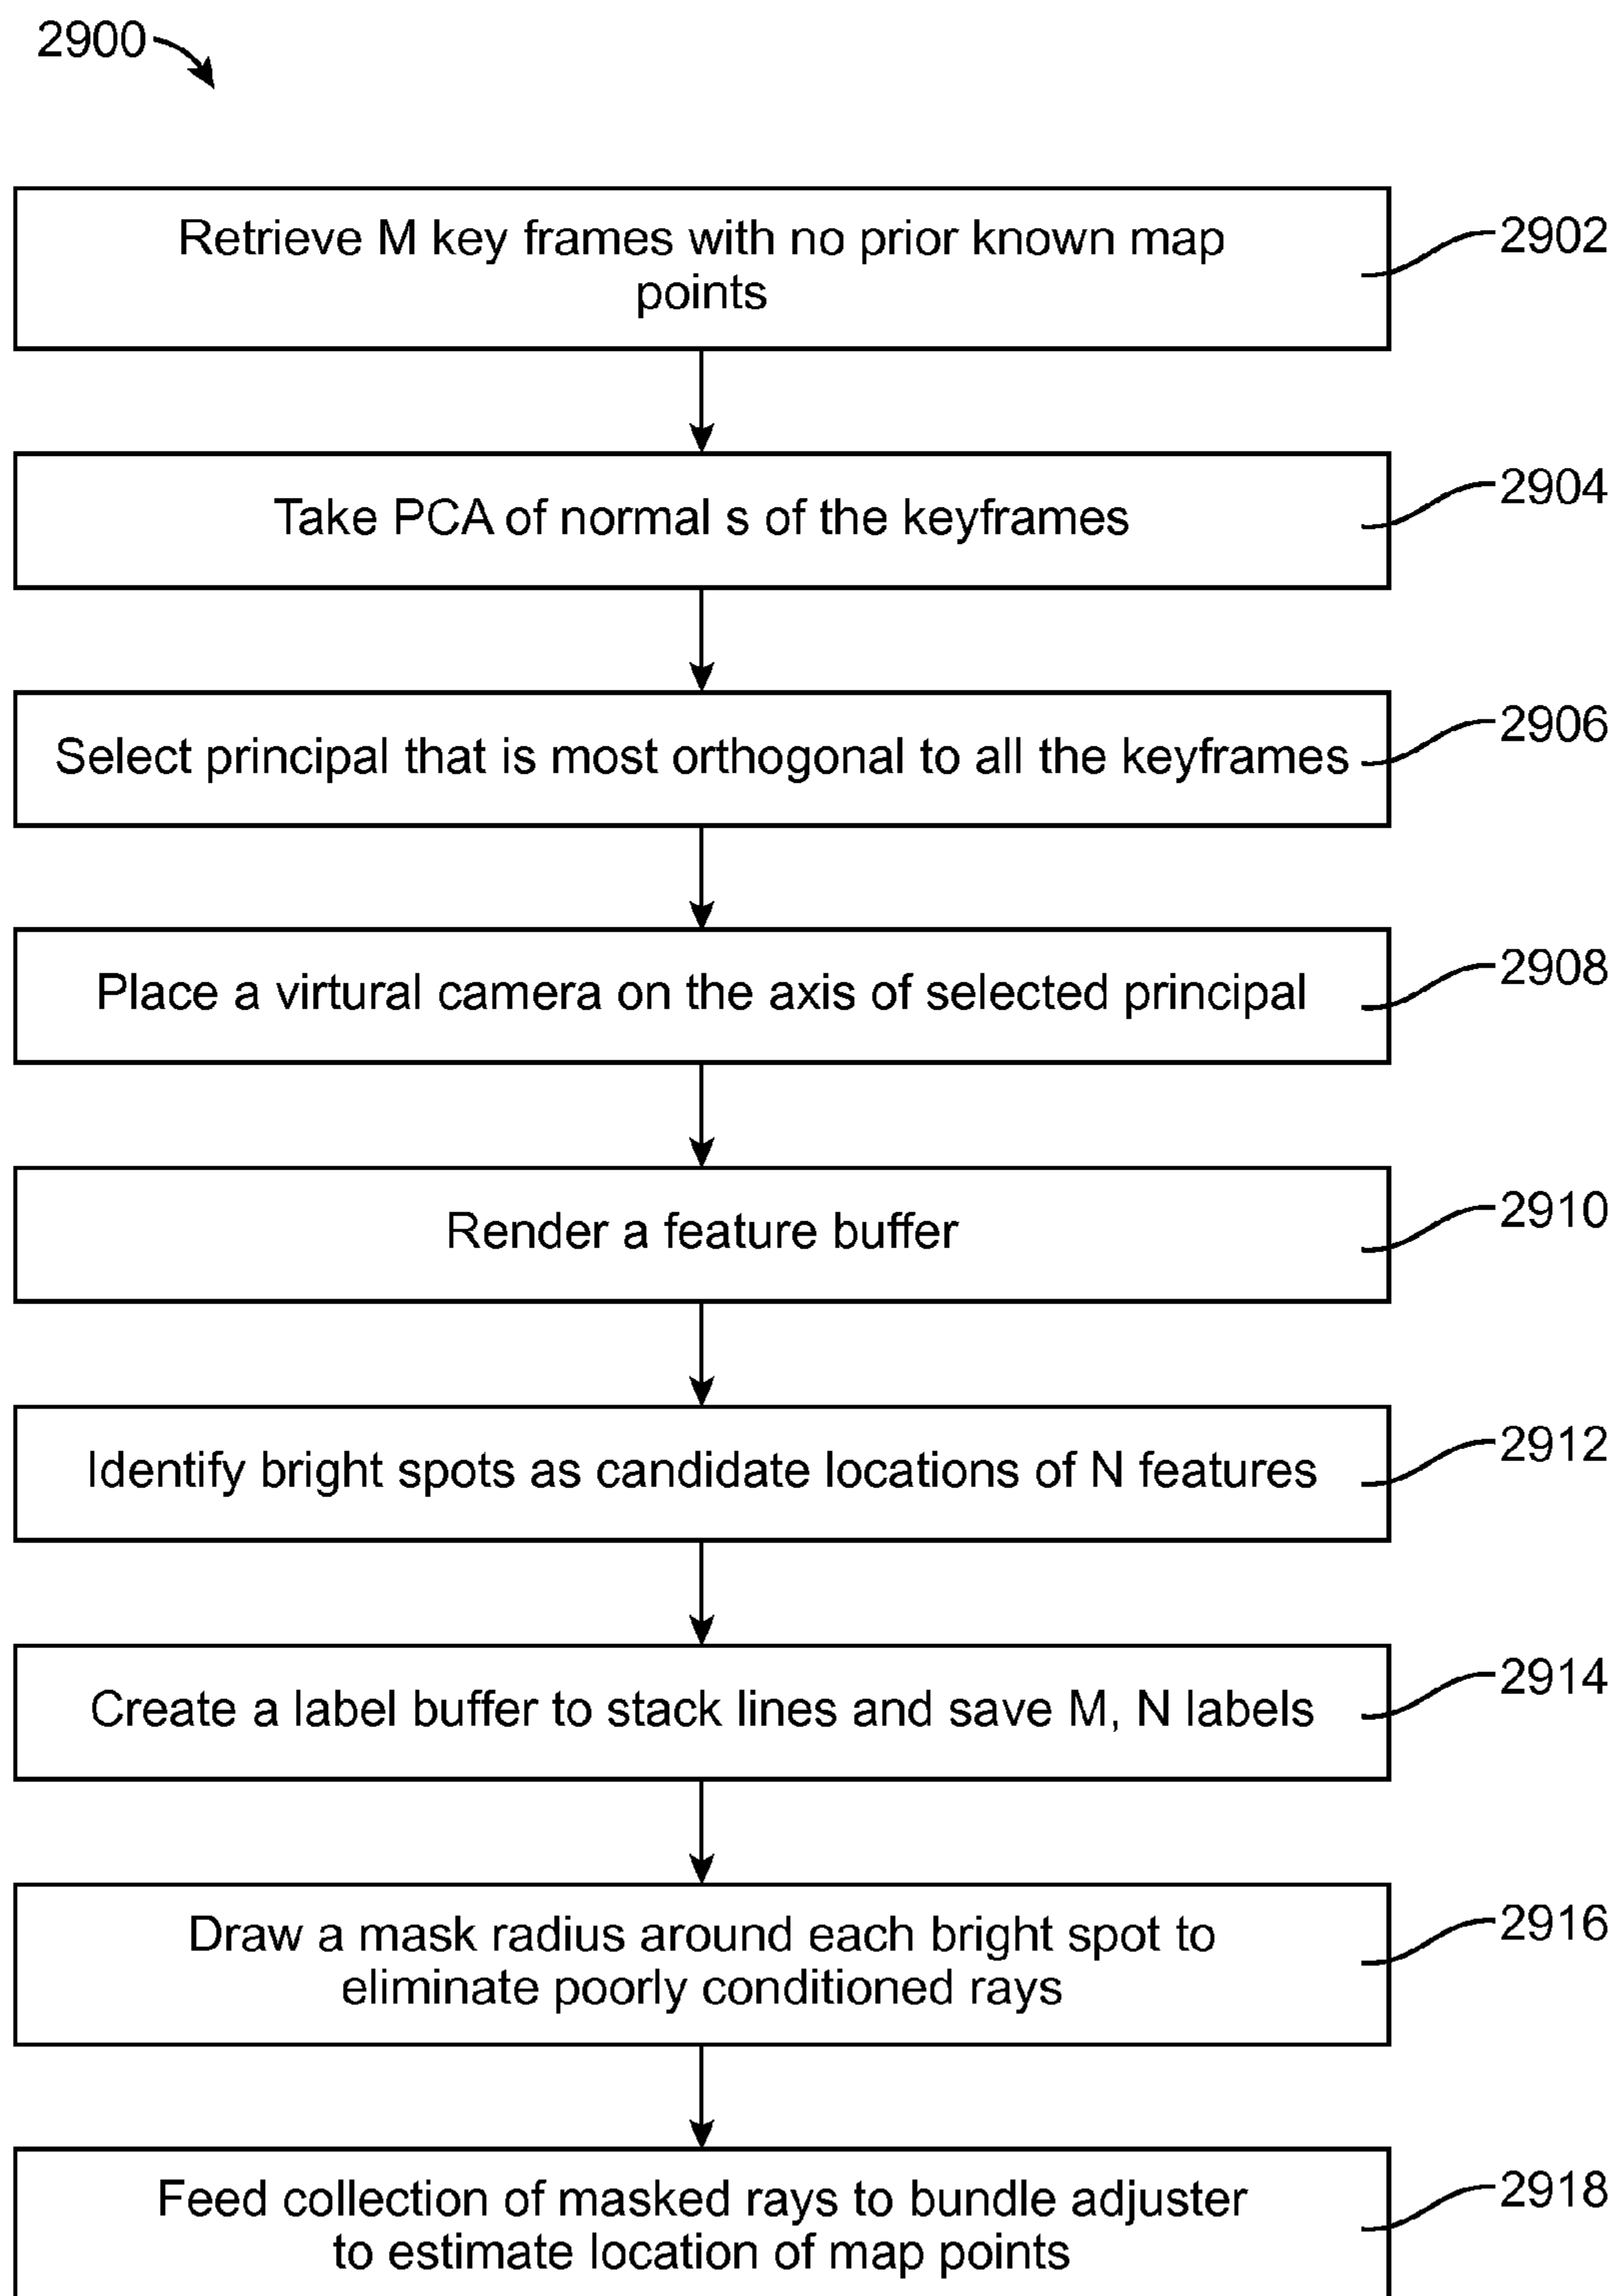 2900
Retrieve M key frames with no prior known map
points
2902
Take PCA of normal s of the keyframes
2904
Select principal that is most orthogonal to all the keyframes
2906
Place a virtural camera on the axis of selected principal
2908
Render a feature buffer
2910
Identify bright spots as candidate locations of N features
2912
Create a label buffer to stack lines and save M, N labels
2914
Draw a mask radius around each bright spot to
eliminate poorly conditioned rays
2916
Feed collection of masked rays to bundle adjuster
to estimate location of map points
2918